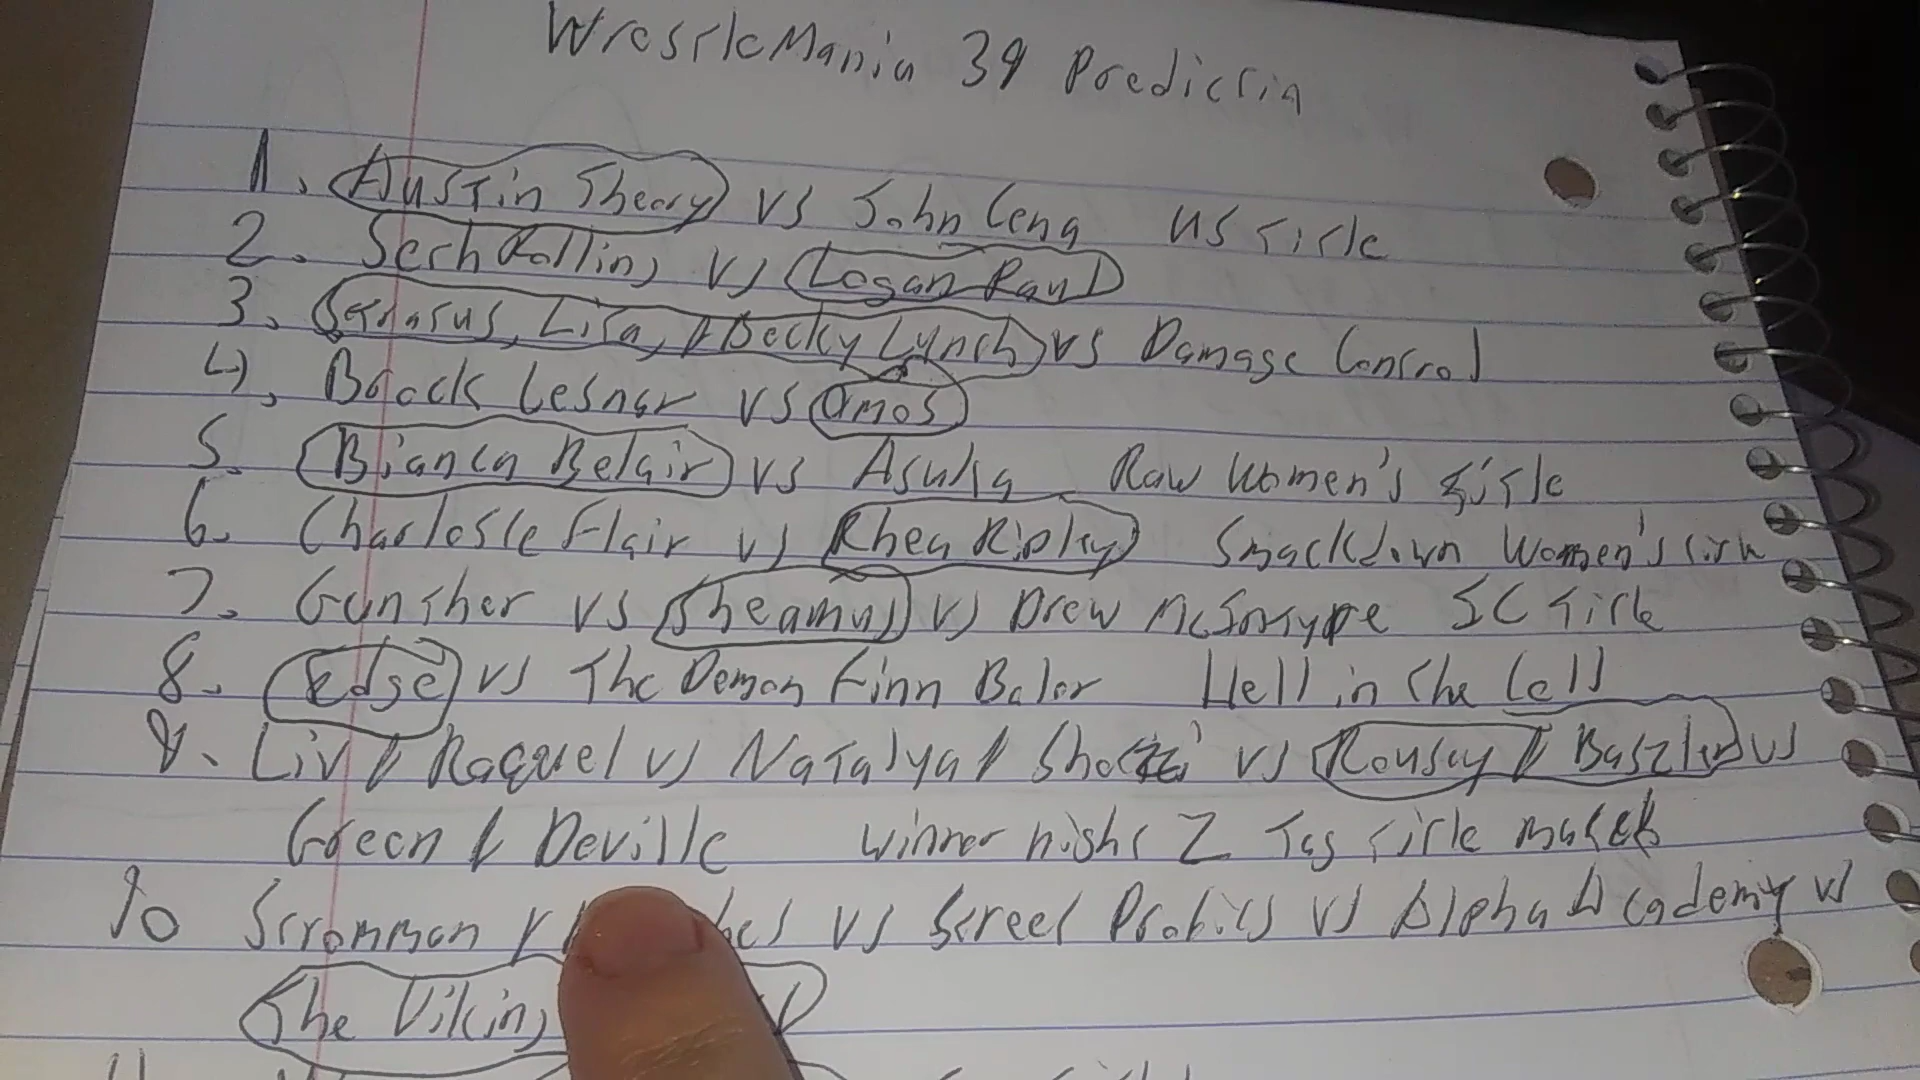 WrestleMania 39 Predictin
1. Austin Theory vs John Cena US Title
2. Seth Rollins vs Logan Paul
3. Stratus, Lita, & Becky Lynch vs Damage Control
4. Brock Lesnar vs Omos
5. Bianca Belair vs Asuka Raw Women's title
6. Charlotte Flair vs Rhea Ripley Smackdown Women's title
7. Gunther vs Sheamus vs Drew McIntyre IC Title
8. Edge vs The Demon Finn Balor Hell in the Cell
9. Liv & Raquel vs Natalya & Shotzi vs Rousey & Baszler vs
Green & Deville winner night 2 Tag title match
10 Stromman vs Street Profits vs Alpha Academy vs
The Viking